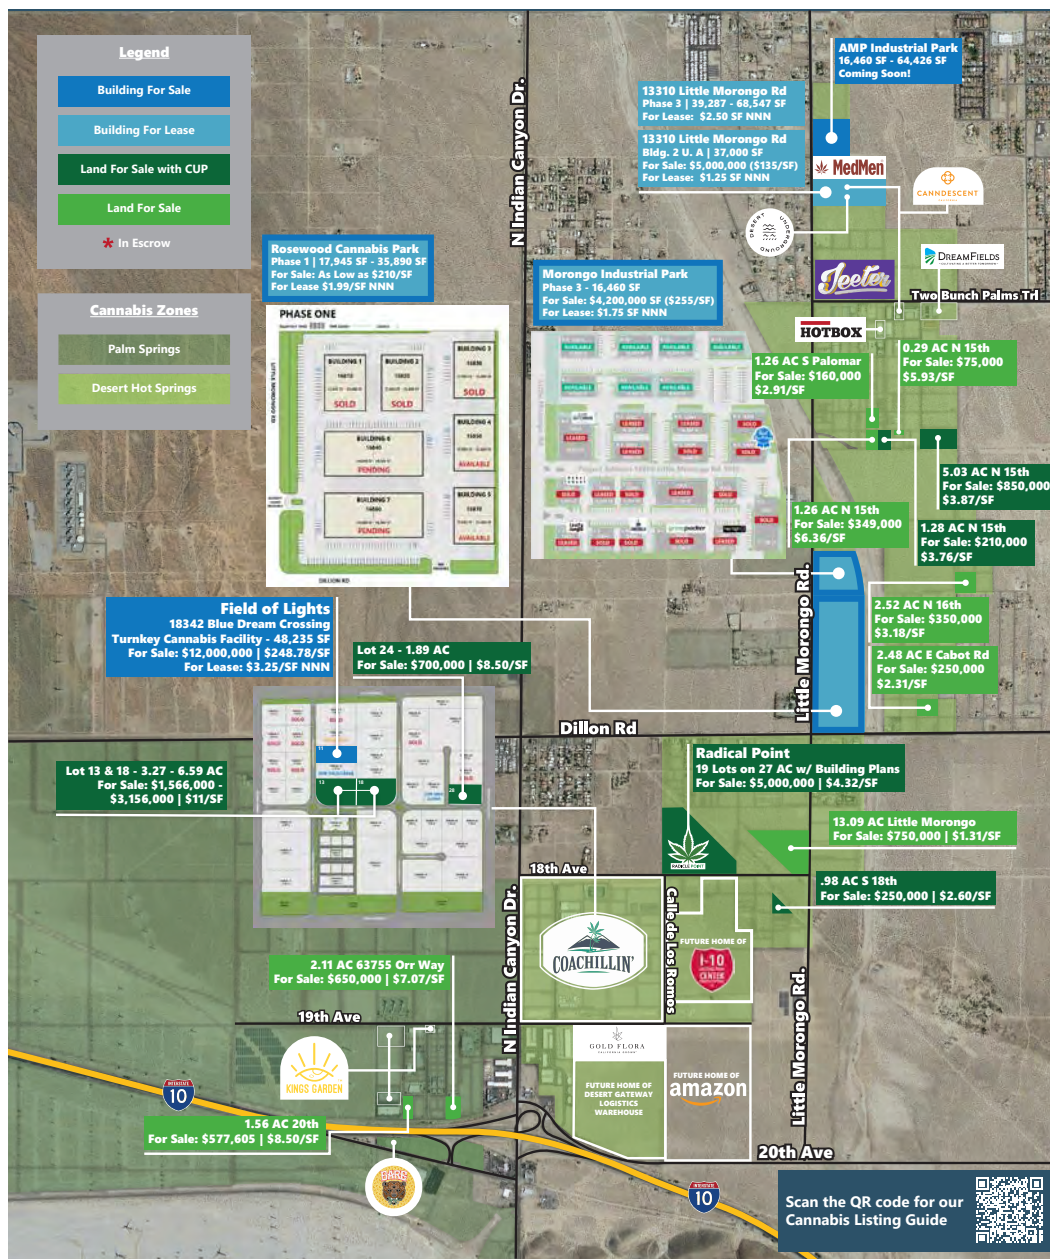 Legend
Building For Sale
Building For Lease
Land For Sale with CUP
Land For Sale
* In Escrow
Cannabis Zones
Palm Springs
Desert Hot Springs
N Indian Canyon Dr.
AMP Industrial Park
16,460 SF - 64,426 SF
Coming Soon!
13310 Little Morongo Rd
Phase 3 | 39,287 - 68,547 SF
For Lease: $2.50 SF NNN
13310 Little Morongo Rd
Bldg. 2 U. A | 37,000 SF
For Sale: $5,000,000 ($135/SF)
For Lease: $1.25 SF NNN
MedMen
CANNDESCENT
DESERT UNDERGROUND
DREAMFIELDS
Jeeter
Two Bunch Palms Trl
HOTBOX
Rosewood Cannabis Park
Phase 1 | 17,945 SF - 35,890 SF
For Sale: As Low as $210/SF
For Lease $1.99/SF NNN
Morongo Industrial Park
Phase 3 - 16,460 SF
For Sale: $4,200,000 SF ($255/SF)
For Lease: $1.75 SF NNN
PHASE ONE
LITTLE MORONGO RD
BUILDING 1
SOLD
BUILDING 2
SOLD
BUILDING 3
SOLD
BUILDING 4
AVAILABLE
BUILDING 6
PENDING
BUILDING 7
PENDING
BUILDING 5
AVAILABLE
DILLON RD
1.26 AC S Palomar
For Sale: $160,000
$2.91/SF
0.29 AC N 15th
For Sale: $75,000
$5.93/SF
5.03 AC N 15th
For Sale: $850,000
$3.87/SF
1.26 AC N 15th
For Sale: $349,000
$6.36/SF
1.28 AC N 15th
For Sale: $210,000
$3.76/SF
Little Morongo Rd.
2.52 AC N 16th
For Sale: $350,000
$3.18/SF
2.48 AC E Cabot Rd
For Sale: $250,000
$2.31/SF
Field of Lights
18342 Blue Dream Crossing
Turnkey Cannabis Facility - 48,235 SF
For Sale: $12,000,000 | $248.78/SF
For Lease: $3.25/SF NNN
Lot 24 - 1.89 AC
For Sale: $700,000 | $8.50/SF
Dillon Rd
Lot 13 & 18 - 3.27 - 6.59 AC
For Sale: $1,566,000 -
$3,156,000 | $11/SF
Radical Point
19 Lots on 27 AC w/ Building Plans
For Sale: $5,000,000 | $4.32/SF
RADICLE POINT
13.09 AC Little Morongo
For Sale: $750,000 | $1.31/SF
18th Ave
.98 AC S 18th
For Sale: $250,000 | $2.60/SF
N Indian Canyon Dr.
COACHILLIN'
Calle de Los Romos
FUTURE HOME OF
I-10
CENTER
Little Morongo Rd.
2.11 AC 63755 Orr Way
For Sale: $650,000 | $7.07/SF
19th Ave
KINGS GARDEN
GOLD FLORA
FUTURE HOME OF
DESERT GATEWAY
LOGISTICS
WAREHOUSE
FUTURE HOME OF
amazon
INTERSTATE
10
1.56 AC 20th
For Sale: $577,605 | $8.50/SF
20th Ave
INTERSTATE
10
Scan the QR code for our
Cannabis Listing Guide